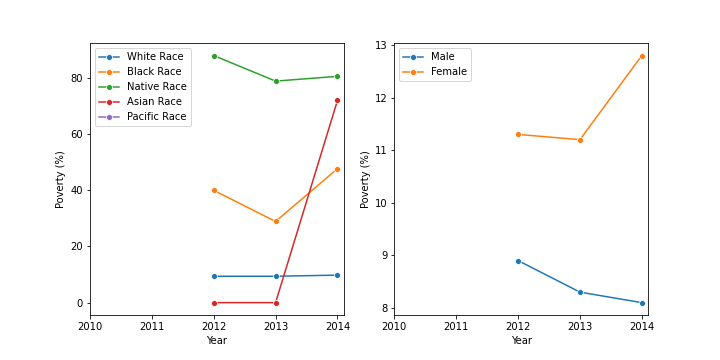 White Race
Black Race
Native Race
Asian Race
Pacific Race
80
60
40
20
0
Poverty (%)
2010 2011 2012 2013 2014
Year
Male
Female
13
12
11
10
9
8
Poverty (%)
2010 2011 2012 2013 2014
Year